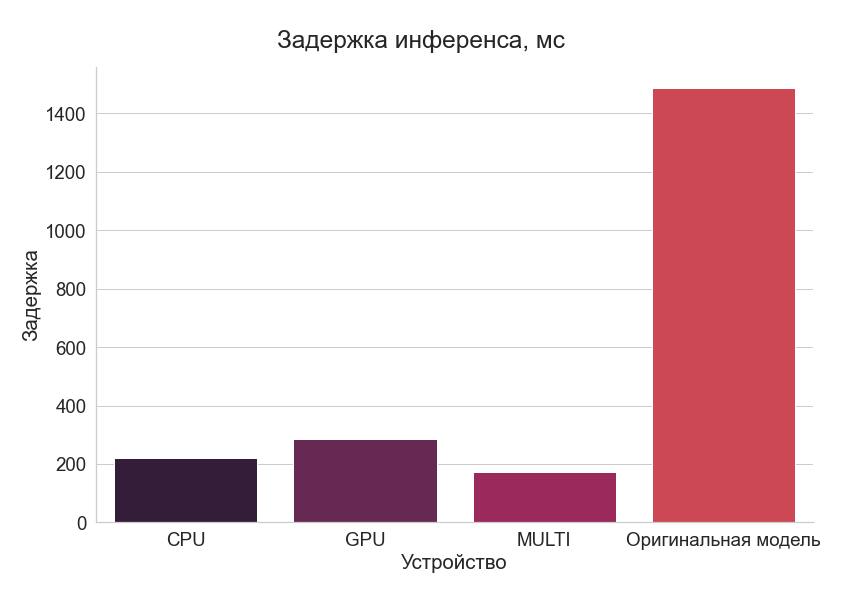 Задержка инференса, мс
Задержка
1400
1200
1000
800
600
400
200
0
CPU GPU MULTI Оригинальная модель
Устройство